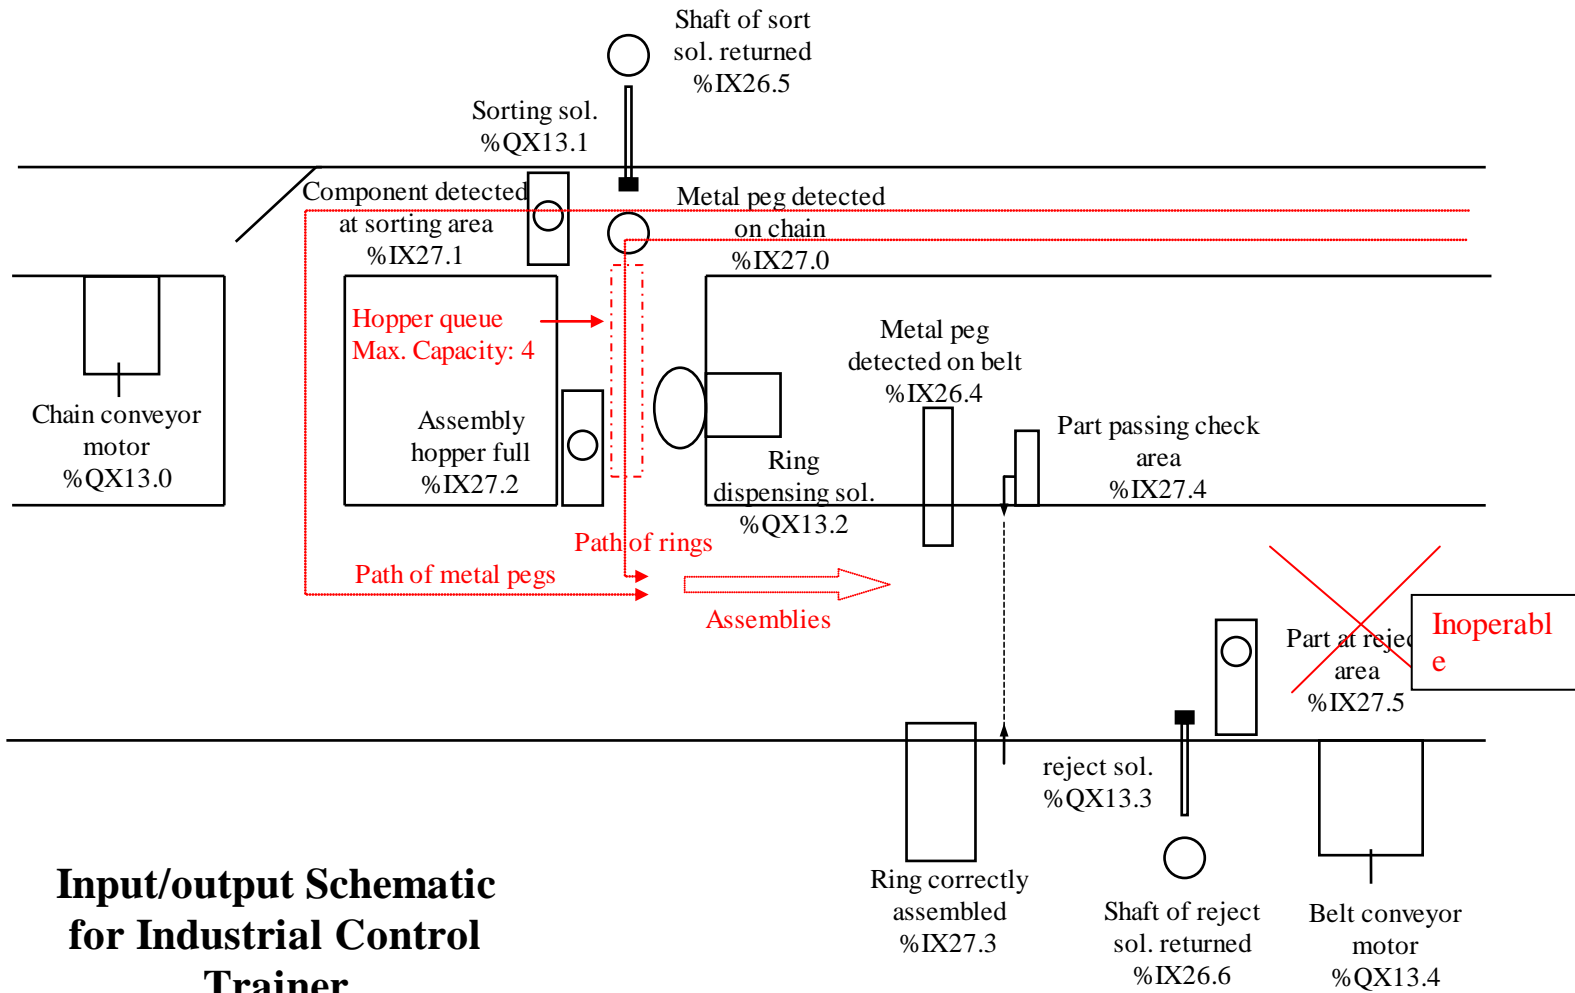 Shaft of sort
sol. returned
%IX26.5
Sorting sol.
%QX13.1
Component detected
at sorting area
%IX27.1
Metal peg detected
on chain
%IX27.0
Hopper queue
Max. Capacity: 4
Metal peg
detected on belt
%IX26.4
Chain conveyor
motor
%QX13.0
Assembly
hopper full
%IX27.2
Ring
dispensing sol.
%QX13.2
Part passing check
area
%IX27.4
Path of rings
Path of metal pegs
Assemblies
Part at rejec
area
%IX27.5
Inoperabl
e
reject sol.
%QX13.3
Ring correctly
assembled
%IX27.3
Shaft of reject
sol. returned
%IX26.6
Belt conveyor
motor
%QX13.4
Input/output Schematic
for Industrial Control
Trainer